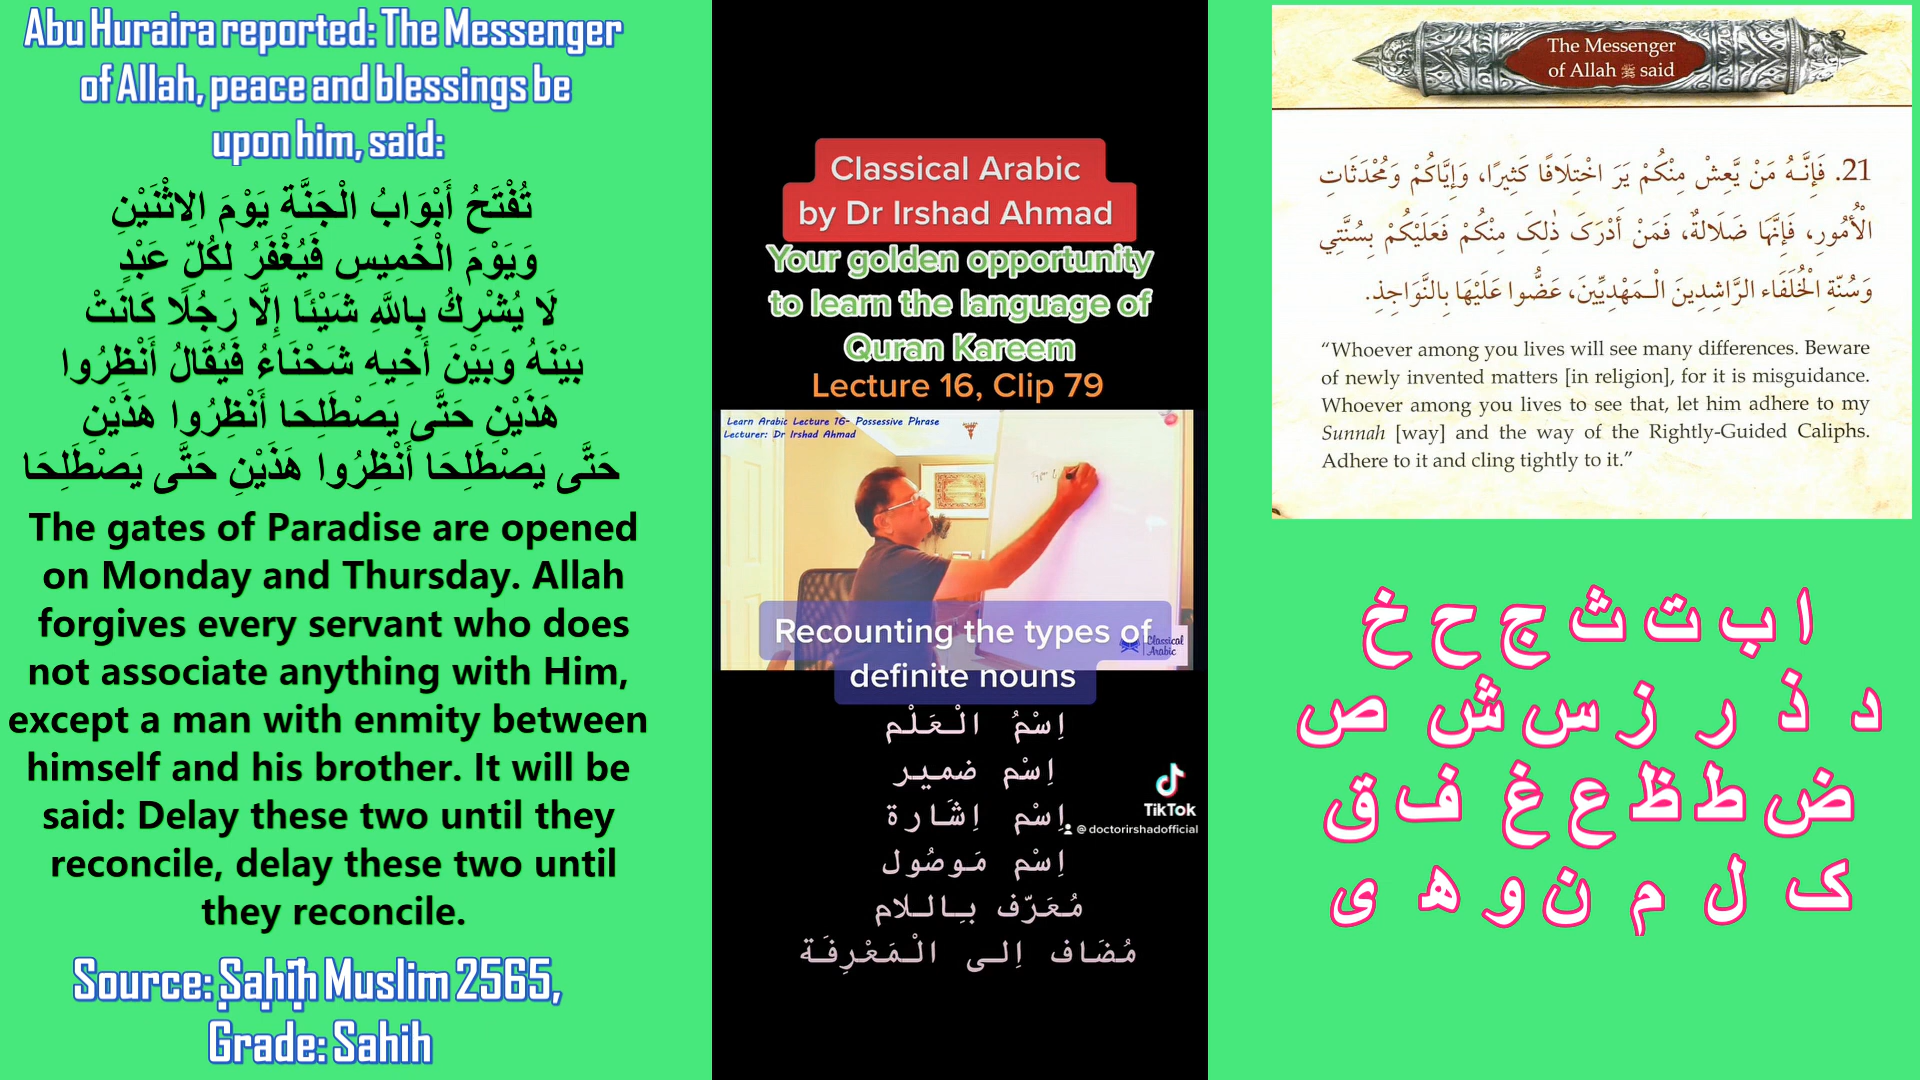 Abu Huraira reported: The Messenger
of Allah, peace and blessings be
upon him, said:
تُفْتَحُ أَبْوَابُ الْجَنَّةِ يَوْمَ الِاثْنَيْنِ
وَيَوْمَ الْخَمِيسِ فَيُغْفَرُ لِكُلِّ عَبْدٍ
لَا يُشْرِكُ بِاللَّهِ شَيْئًا إِلَّا رَجُلًا كَانَتْ
بَيْنَهُ وَبَيْنَ أَخِيهِ شَحْنَاءُ فَيُقَالُ أَنْظِرُوا
هَذَيْنِ حَتَّى يَصْطَلِحَا أَنْظِرُوا هَذَيْنِ
حَتَّى يَصْطَلِحَا أَنْظِرُوا هَذَيْنِ حَتَّى يَصْطَلِحَا
The gates of Paradise are opened
on Monday and Thursday. Allah
forgives every servant who does
not associate anything with Him,
except a man with enmity between
himself and his brother. It will be
said: Delay these two until they
reconcile, delay these two until
they reconcile.
Source: Ṣaḥīḥ Muslim 2565,
Grade: Sahih
Classical Arabic
by Dr Irshad Ahmad
Your golden opportunity
to learn the language of
Quran Kareem
Lecture 16, Clip 79
Learn Arabic Lecture 16- Possessive Phrase
Lecturer: Dr Irshad Ahmad
Recounting the types of
definite nouns
Classical
Arabic
اِسْمُ الْعَلْم
اِسْم ضمير
اِسْم اِشَارة
اِسْم مَوصُول
مُعَرّف بِاللام
مُضَاف اِلى الْمَعْرِفَة
TikTok
@doctorirshadofficial
The Messenger
of Allah ﷺ said
21. فَإِنَّهُ مَنْ يَّعِشْ مِنْكُمْ يَرَ اخْتِلَافًا كَثِيرًا، وَإِيَّاكُمْ وَمُحْدَثَاتِ
الْأُمُورِ، فَإِنَّهَا ضَلَالةٌ، فَمَنْ أَدْرَكَ ذٰلِكَ مِنْكُمْ فَعَلَيْكُمْ بِسُنَّتِي
وَسُنّةِ الْخُلَفَاء الرَّاشِدِينَ الْـمَهْدِيِّينَ، عَضُّوا عَلَيْهَا بِالنَّوَاجِذِ.
“Whoever among you lives will see many differences. Beware
of newly invented matters [in religion], for it is misguidance.
Whoever among you lives to see that, let him adhere to my
Sunnah [way] and the way of the Rightly-Guided Caliphs.
Adhere to it and cling tightly to it.”
ا ب ت ث ج ح خ
د ذ ر ز س ش ص
ض ط ظ ع غ ف ق
ک ل م ن و ھ ی